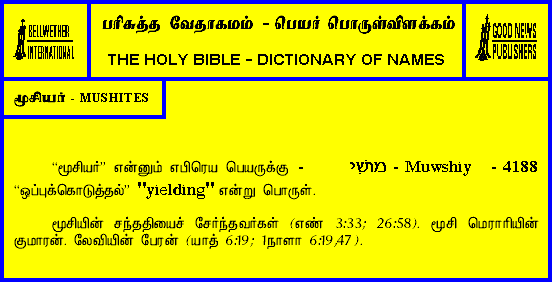 BELLWETHER
INTERNATIONAL
பரிசுத்த வேதாகமம் - பெயர் பொருள்விளக்கம்
THE HOLY BIBLE - DICTIONARY OF NAMES
GOOD NEWS
PUBLISHERS
மூசியர் - MUSHITES
“மூசியர்” என்னும் எபிரெய பெயருக்கு - מוּשִׁי - Muwshiy - 4188
“ஒப்புக்கொடுத்தல்” "yielding" என்று பொருள்.
மூசியின் சந்ததியைச் சேர்ந்தவர்கள் (எண் 3:33; 26:58). மூசி மெராரியின்
குமாரன். லேவியின் பேரன் (யாத் 6:19; 1நாளா 6:19,47).